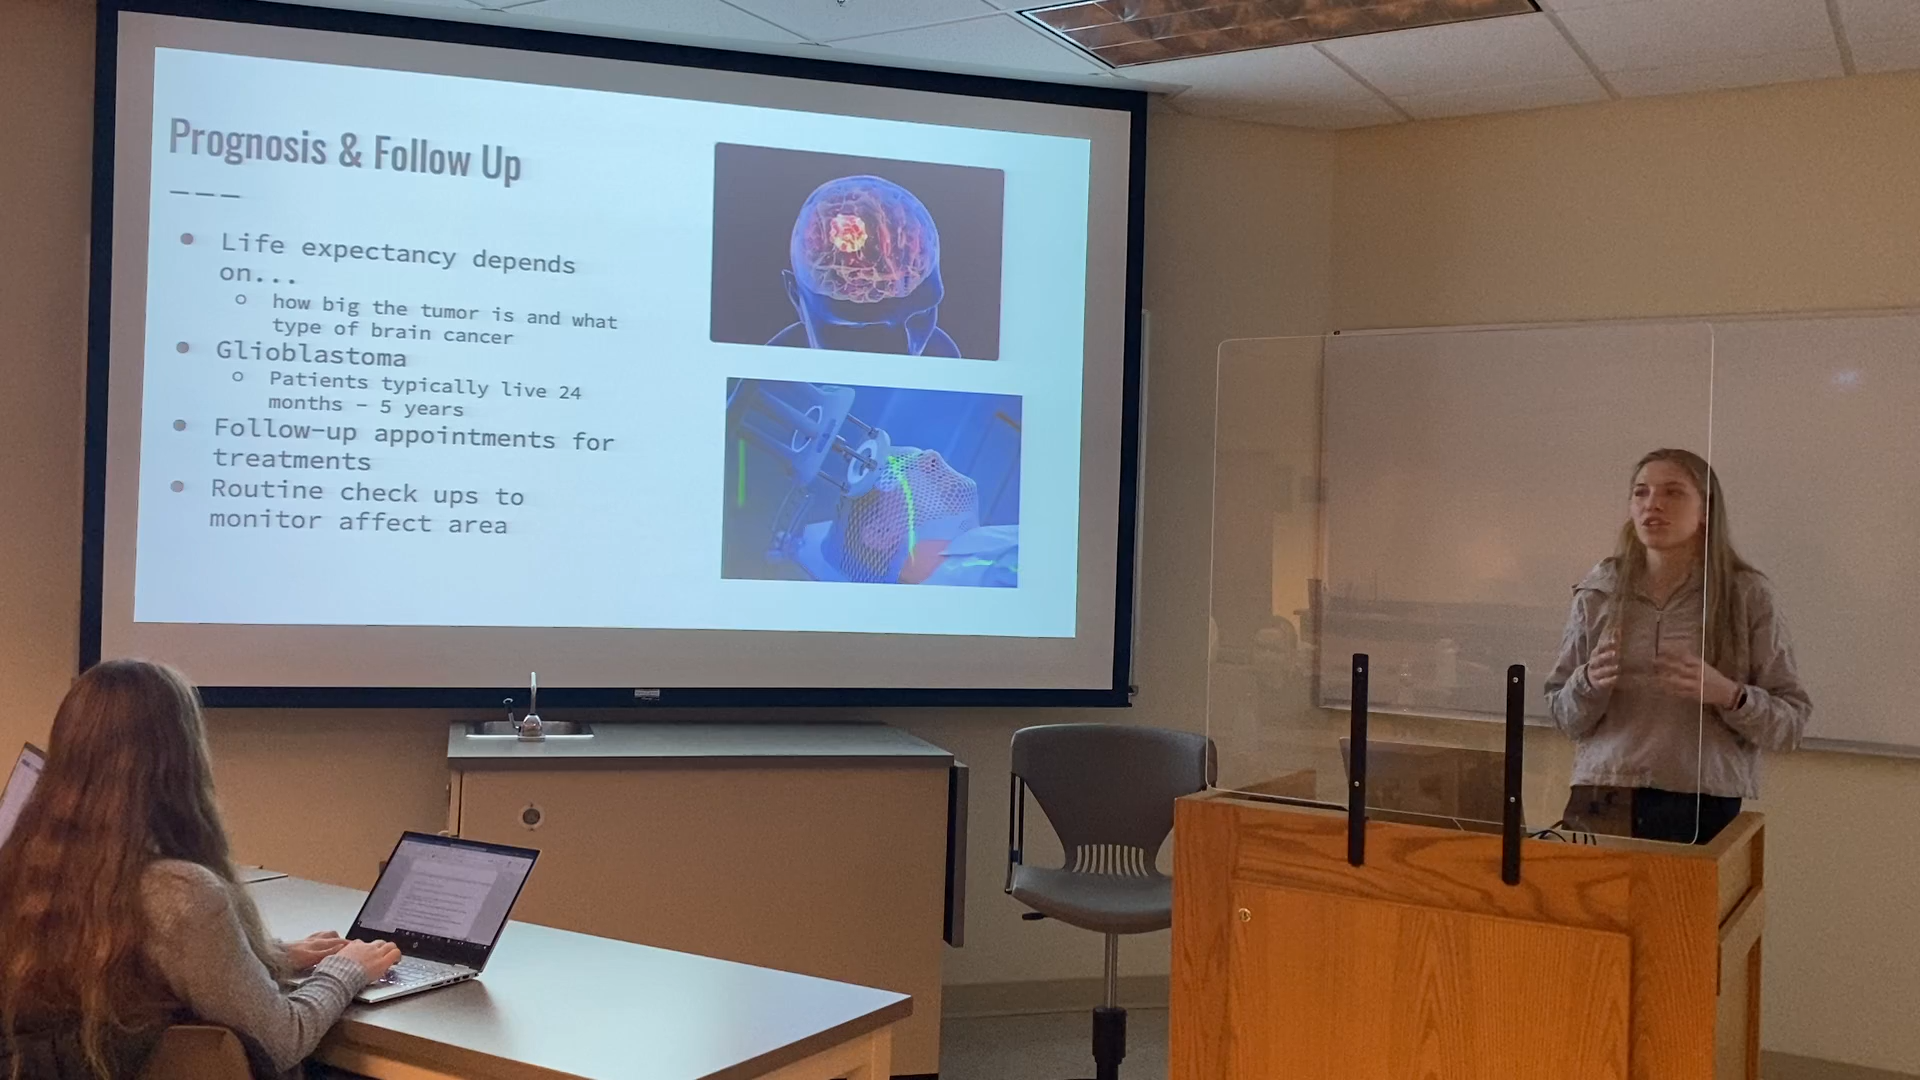 Prognosis & Follow Up
Life expectancy depends
on...
how big the tumor is and what
type of brain cancer
Glioblastoma
Patients typically live 24
months - 5 years
Follow-up appointments for
treatments
Routine check ups to
monitor affect area